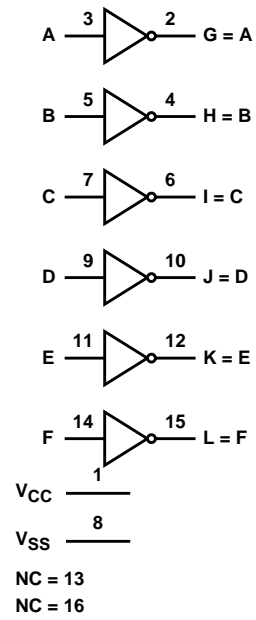 3 2
A G = A
5 4
B H = B
7 6
C I = C
9 10
D J = D
11 12
E K = E
14 15
F L = F
1
VCC
8
VSS
NC = 13
NC = 16